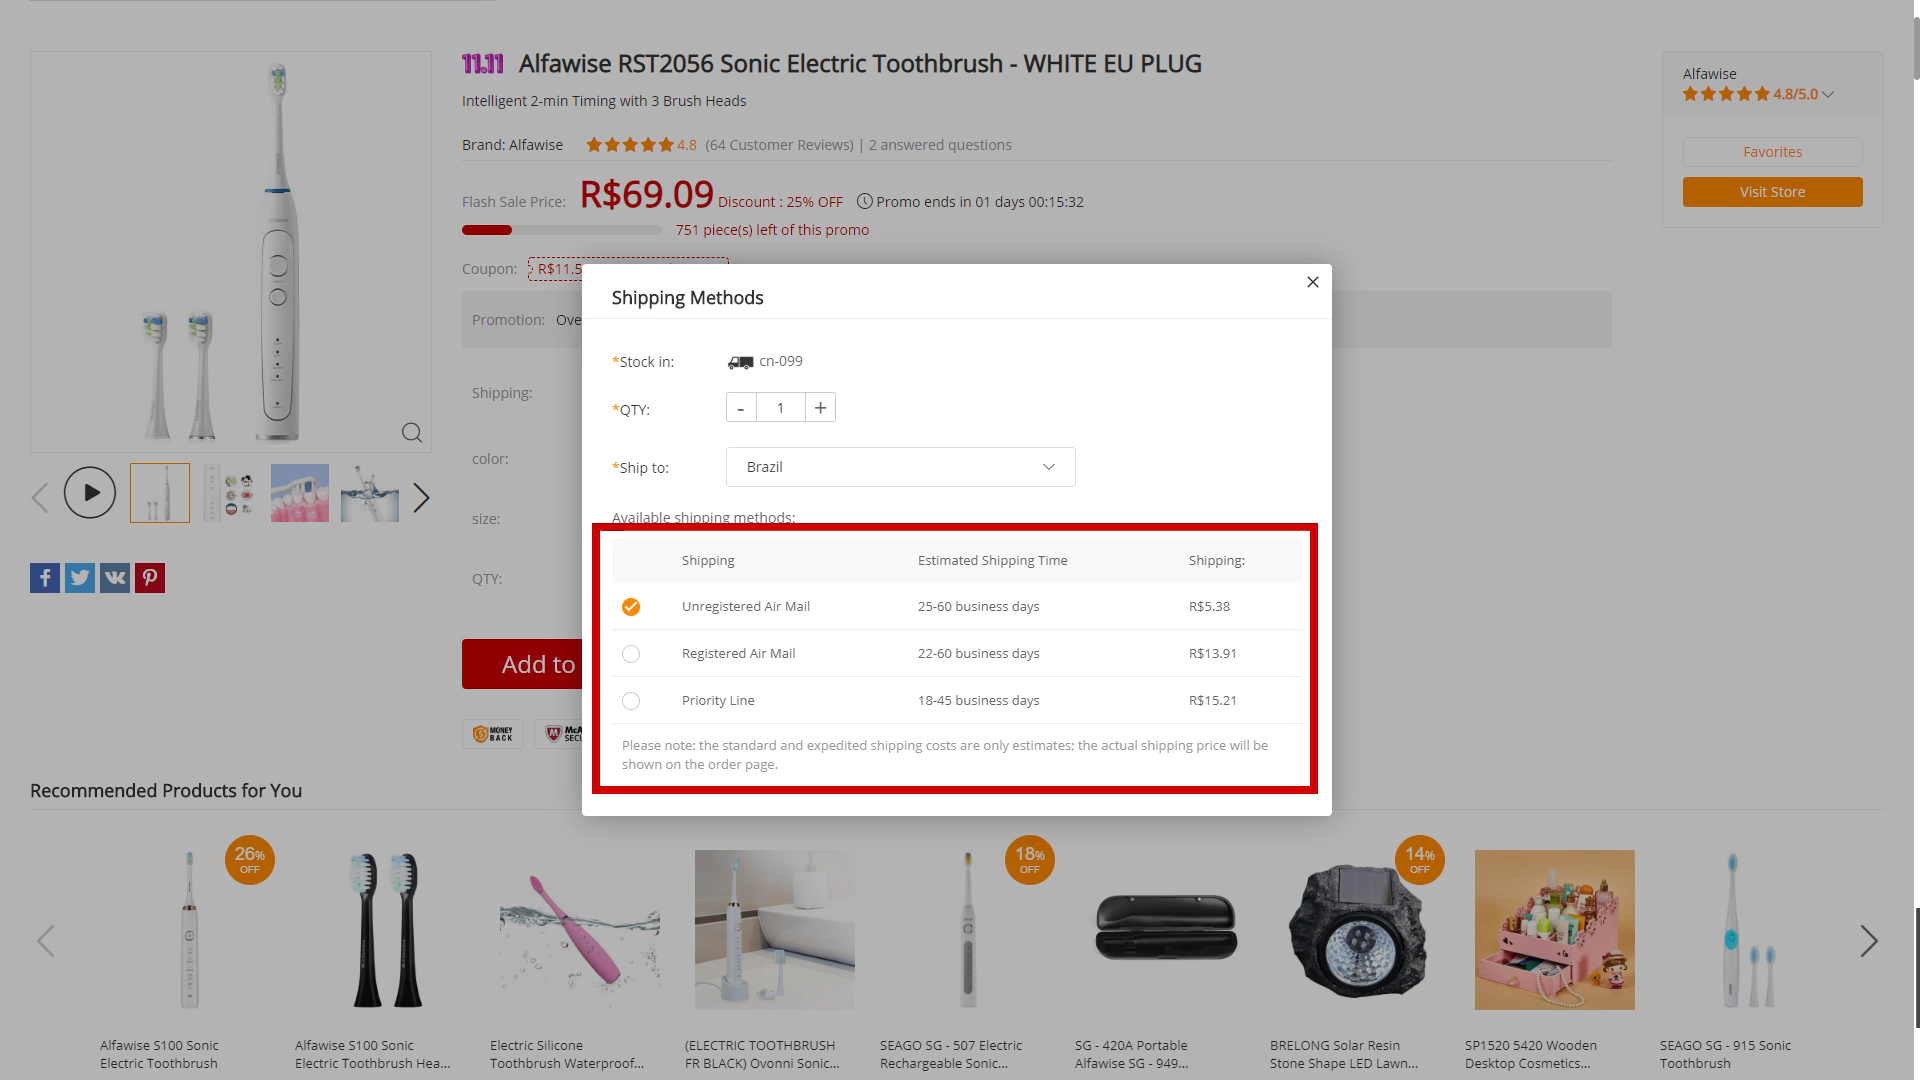 11.11 Alfawise RST2056 Sonic Electric Toothbrush - WHITE EU PLUG
Intelligent 2-min Timing with 3 Brush Heads
Brand: Alfawise 4.8 (64 Customer Reviews) | 2 answered questions
Flash Sale Price: R$69.09 Discount : 25% OFF Promo ends in 01 days 00:15:32
751 piece(s) left of this promo
Coupon: R$11.5
Promotion: Ove
Shipping:
color:
size:
QTY:
Add to
MONEY
BACK
McA
SEC
Alfawise
4.8/5.0
Favorites
Visit Store
Shipping Methods
*Stock in: cn-099
*QTY: - 1 +
*Ship to: Brazil
Available shipping methods:
Shipping Estimated Shipping Time Shipping:
Unregistered Air Mail 25-60 business days R$5.38
Registered Air Mail 22-60 business days R$13.91
Priority Line 18-45 business days R$15.21
Please note: the standard and expedited shipping costs are only estimates; the actual shipping price will be
shown on the order page.
Recommended Products for You
26%
OFF
18%
OFF
14%
OFF
Alfawise S100 Sonic
Electric Toothbrush
Alfawise S100 Sonic
Electric Toothbrush Hea...
Electric Silicone
Toothbrush Waterproof...
(ELECTRIC TOOTHBRUSH
FR BLACK) Ovonni Sonic...
SEAGO SG - 507 Electric
Rechargeable Sonic...
SG - 420A Portable
Alfawise SG - 949...
BRELONG Solar Resin
Stone Shape LED Lawn...
SP1520 5420 Wooden
Desktop Cosmetics...
SEAGO SG - 915 Sonic
Toothbrush